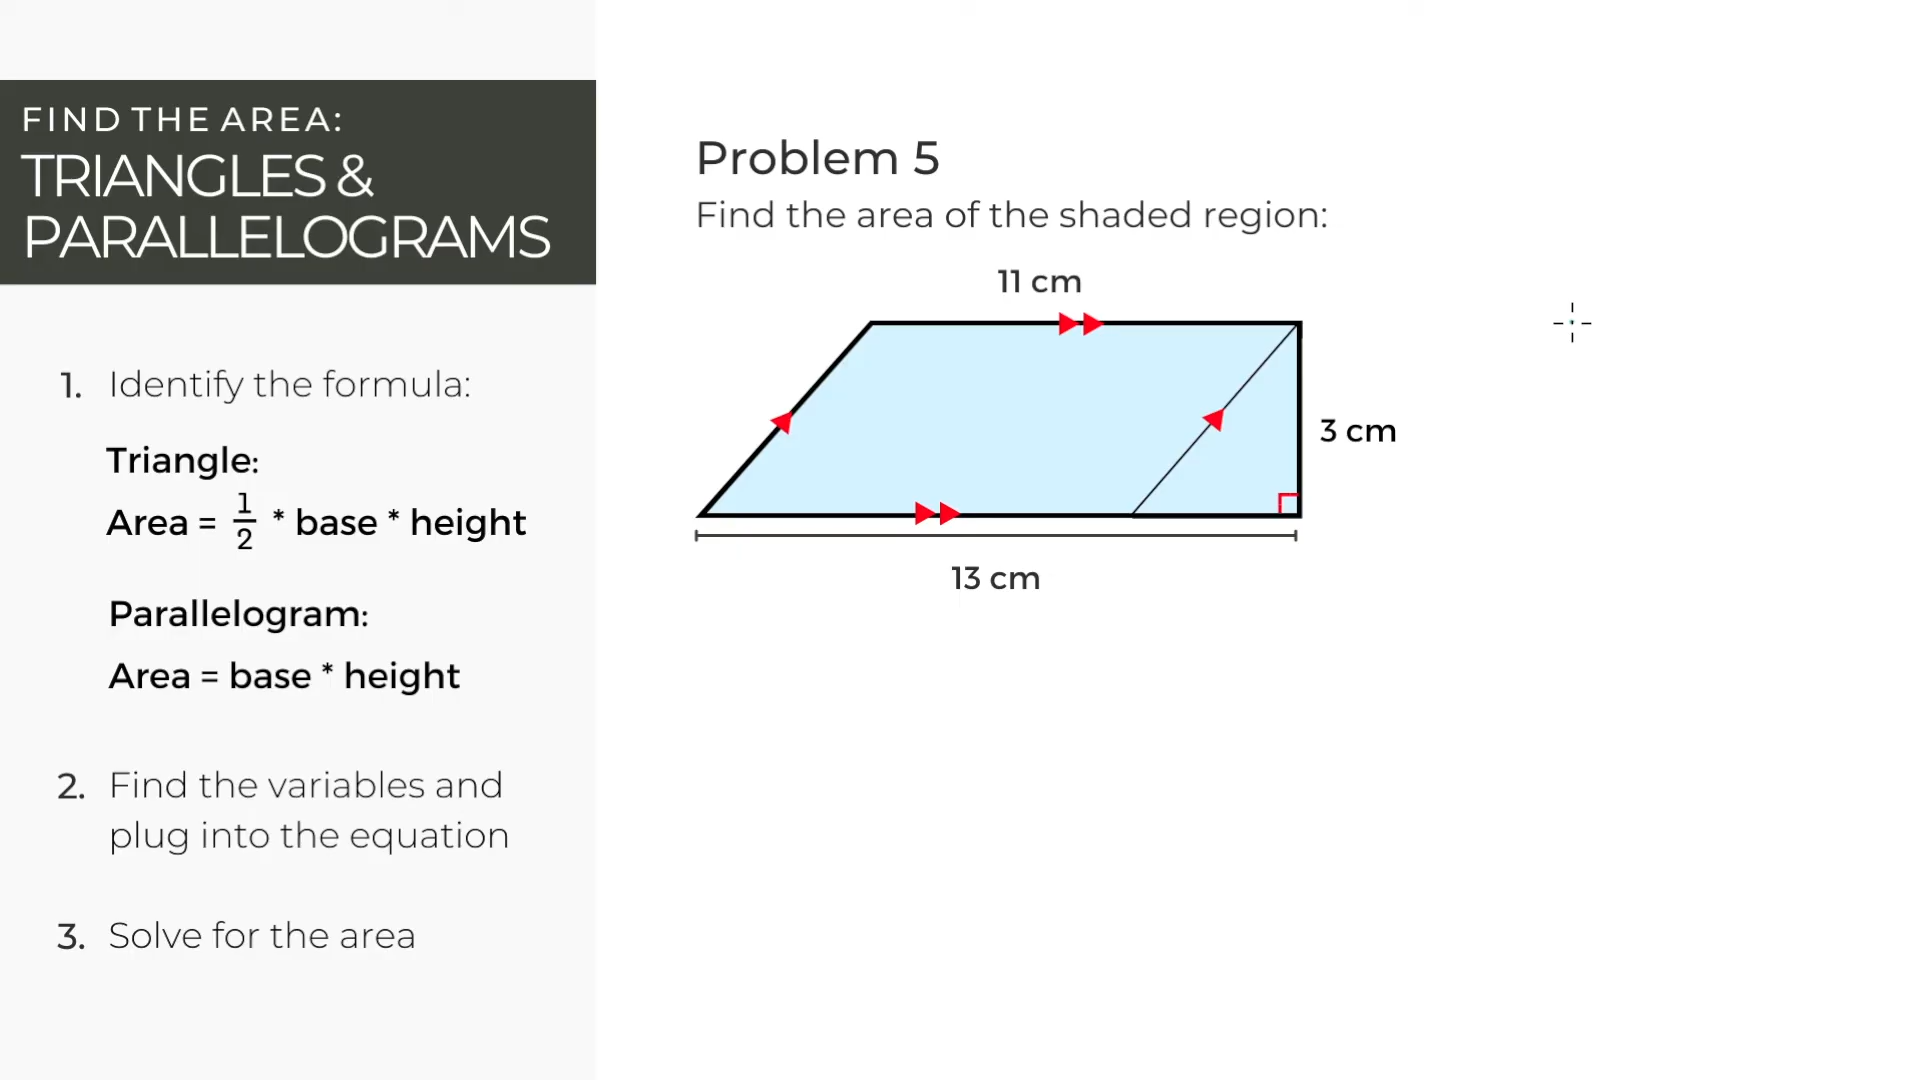 FIND THE AREA:
TRIANGLES &
PARALLELOGRAMS
1. Identify the formula:
Triangle:
Area = 1/2 * base * height
Parallelogram:
Area = base * height
2. Find the variables and
plug into the equation
3. Solve for the area
Problem 5
Find the area of the shaded region:
11 cm
3 cm
13 cm